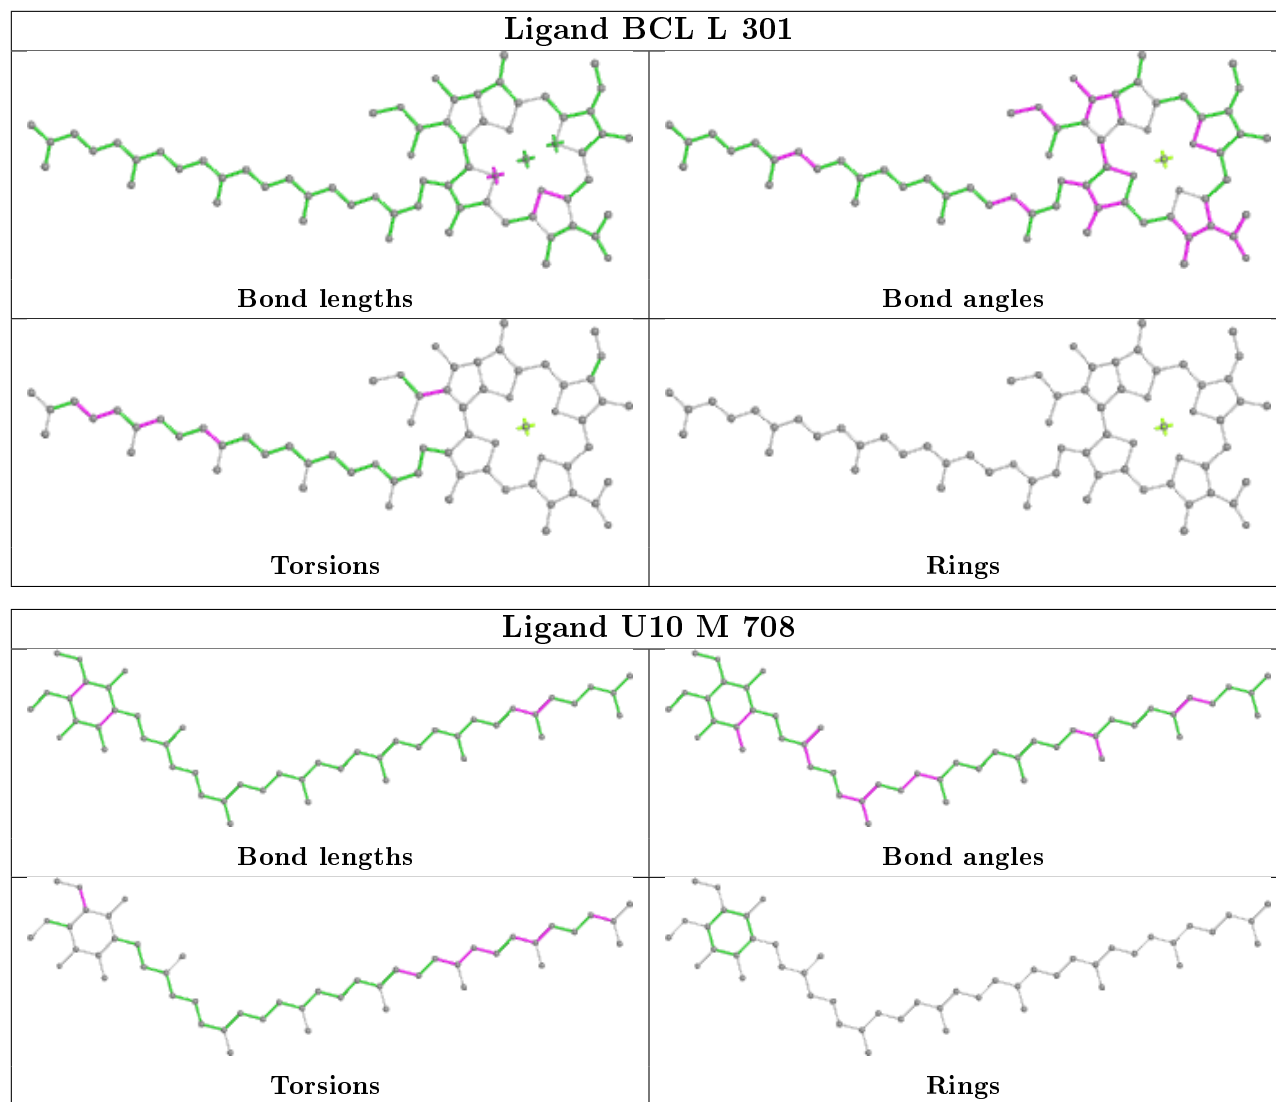 Ligand BCL L 301
Bond lengths
Bond angles
Torsions
Rings
Ligand U10 M 708
Bond lengths
Bond angles
Torsions
Rings